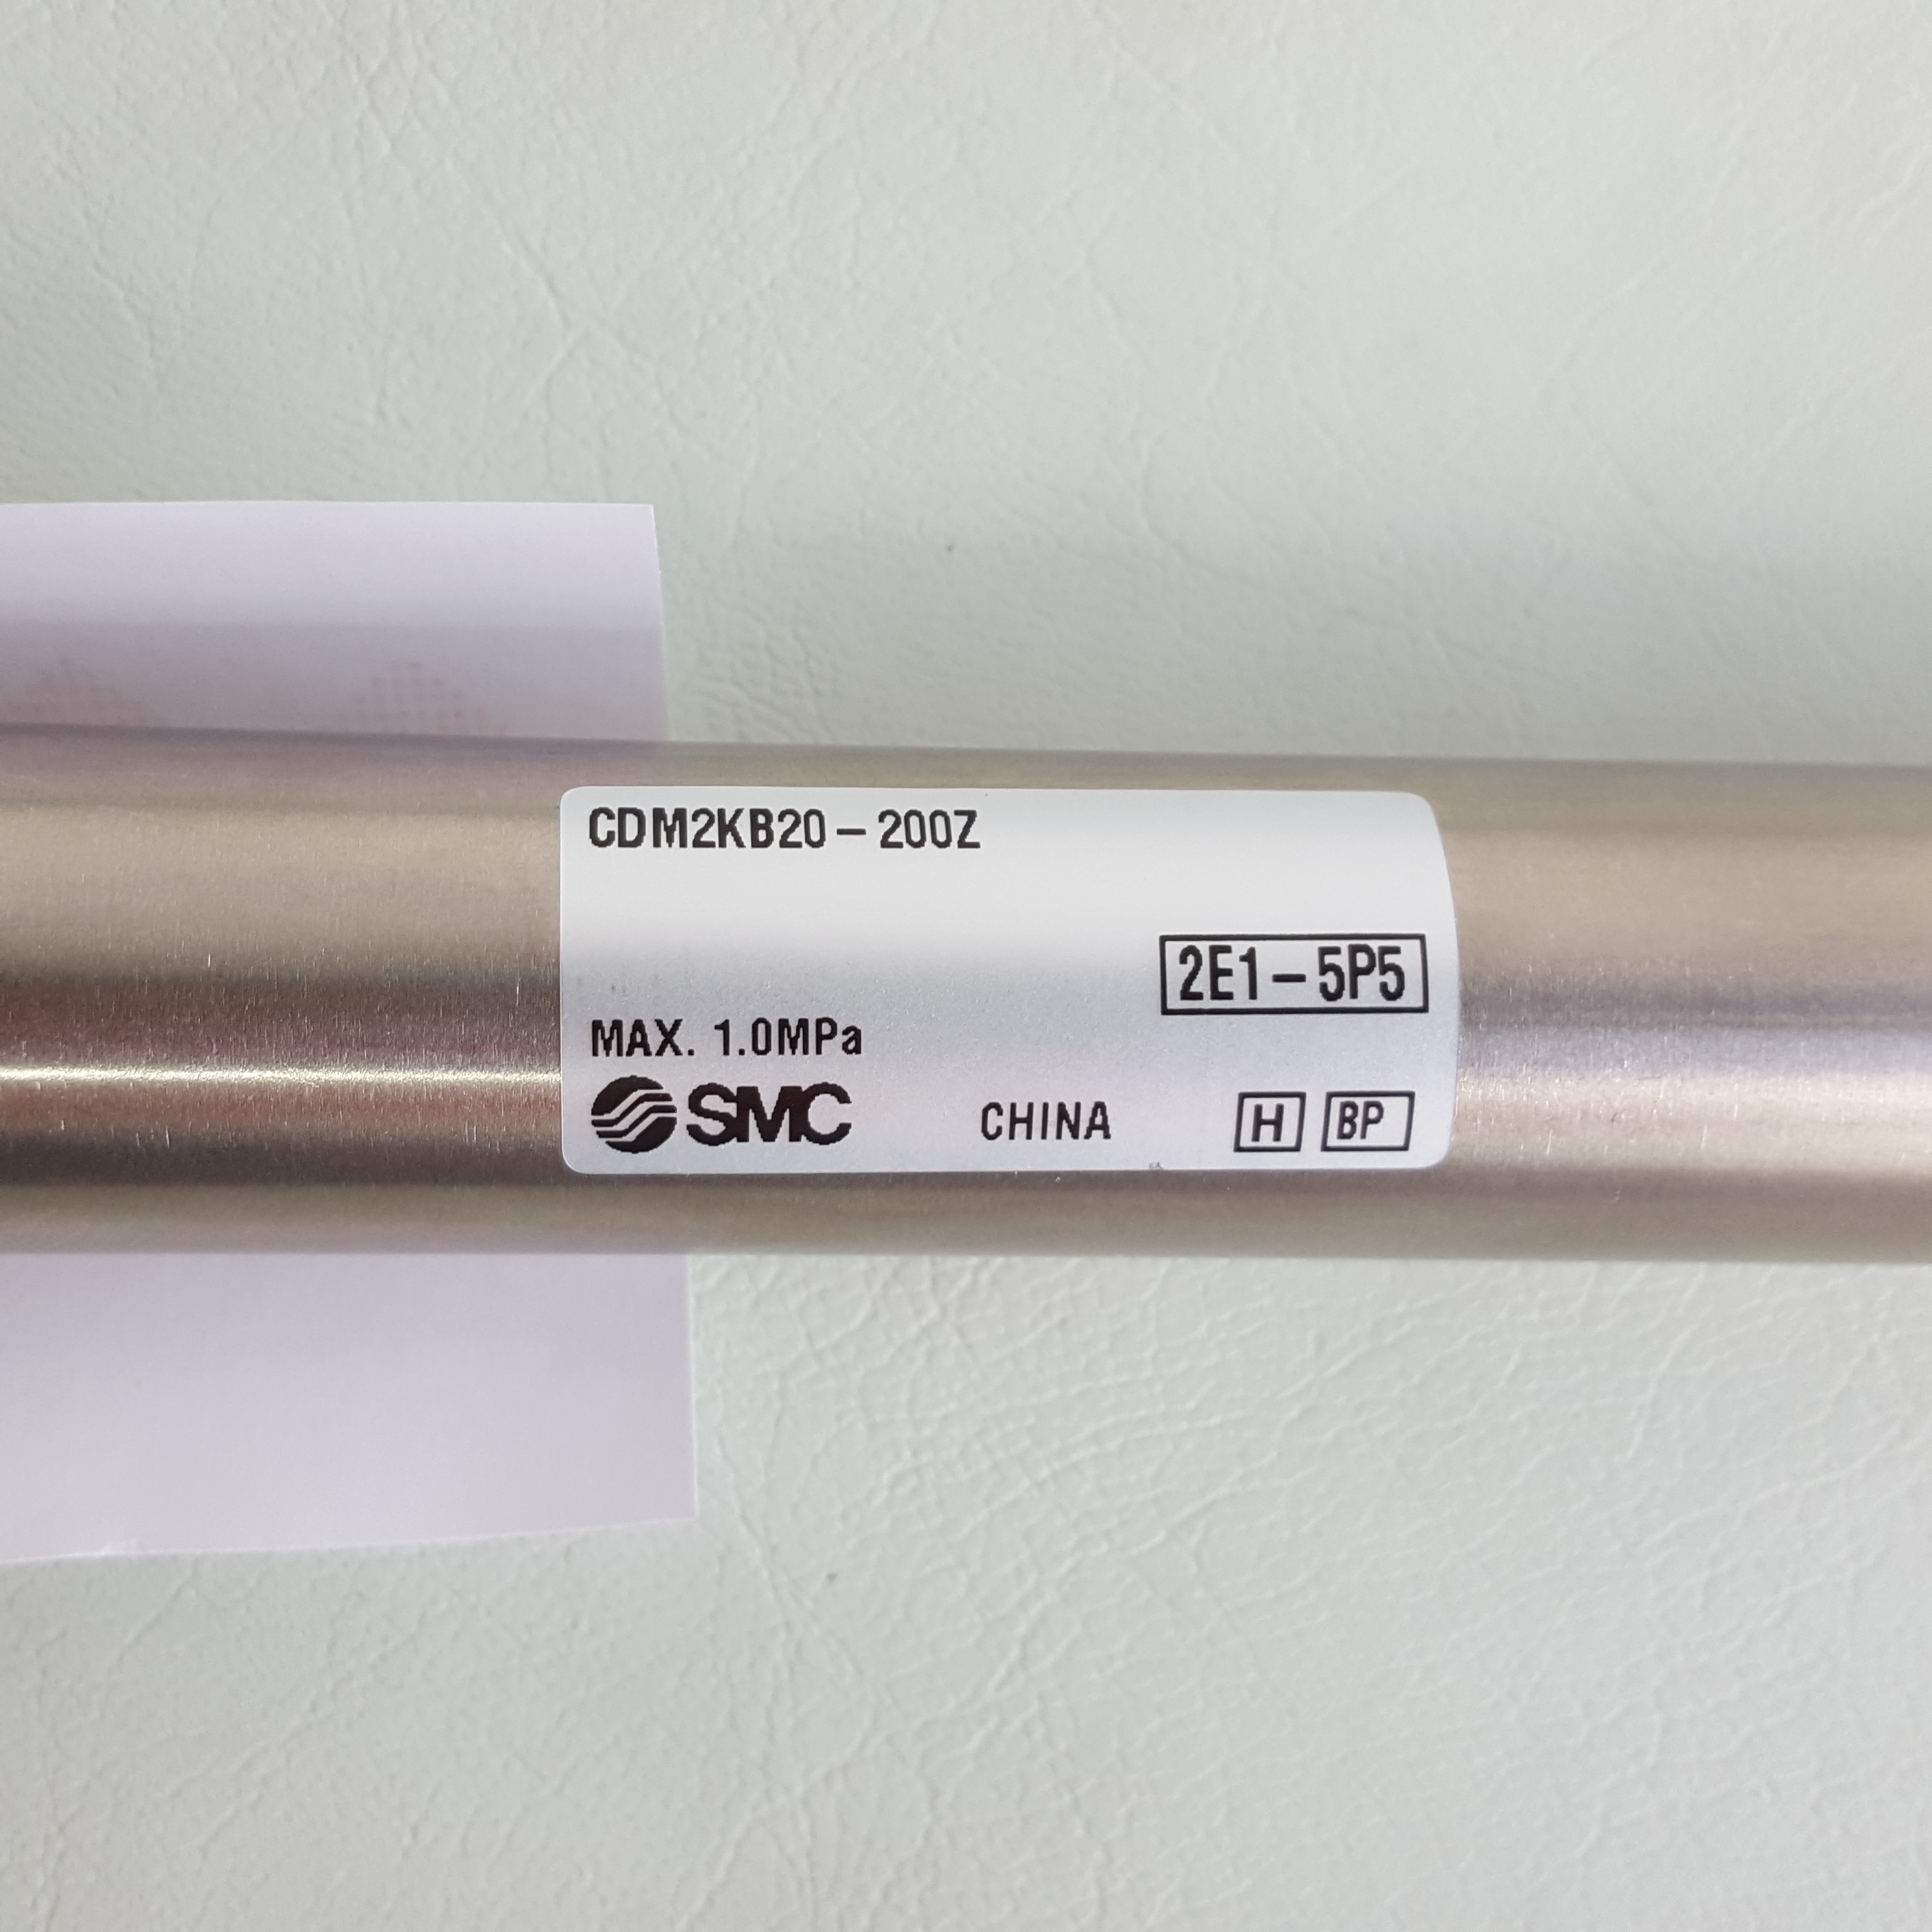 CDM2KB20-200Z
2E1-5P5
MAX. 1.0MPa
SMC CHINA H BP